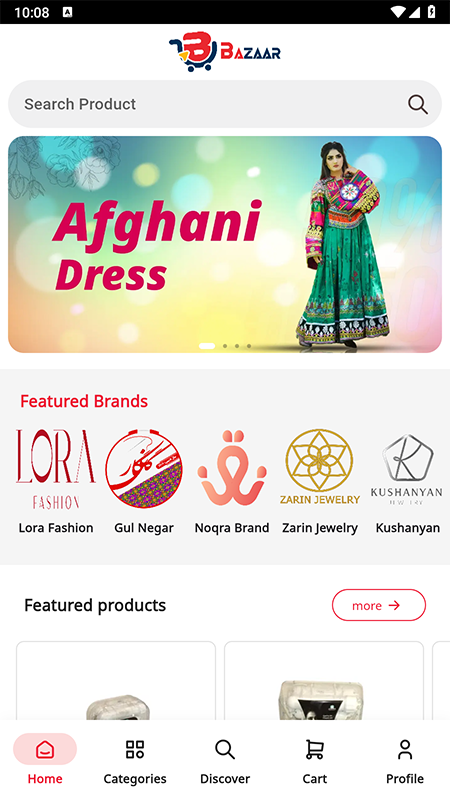 10:08 A
B BAZAAR
Search Product
Afghani
Dress
Featured Brands
LORA
FASHION
ZARIN JEWELRY
KUSHANYAN
JEWELRY
Lora Fashion Gul Negar Noqra Brand Zarin Jewelry Kushanyan
Featured products more
Home Categories Discover Cart Profile